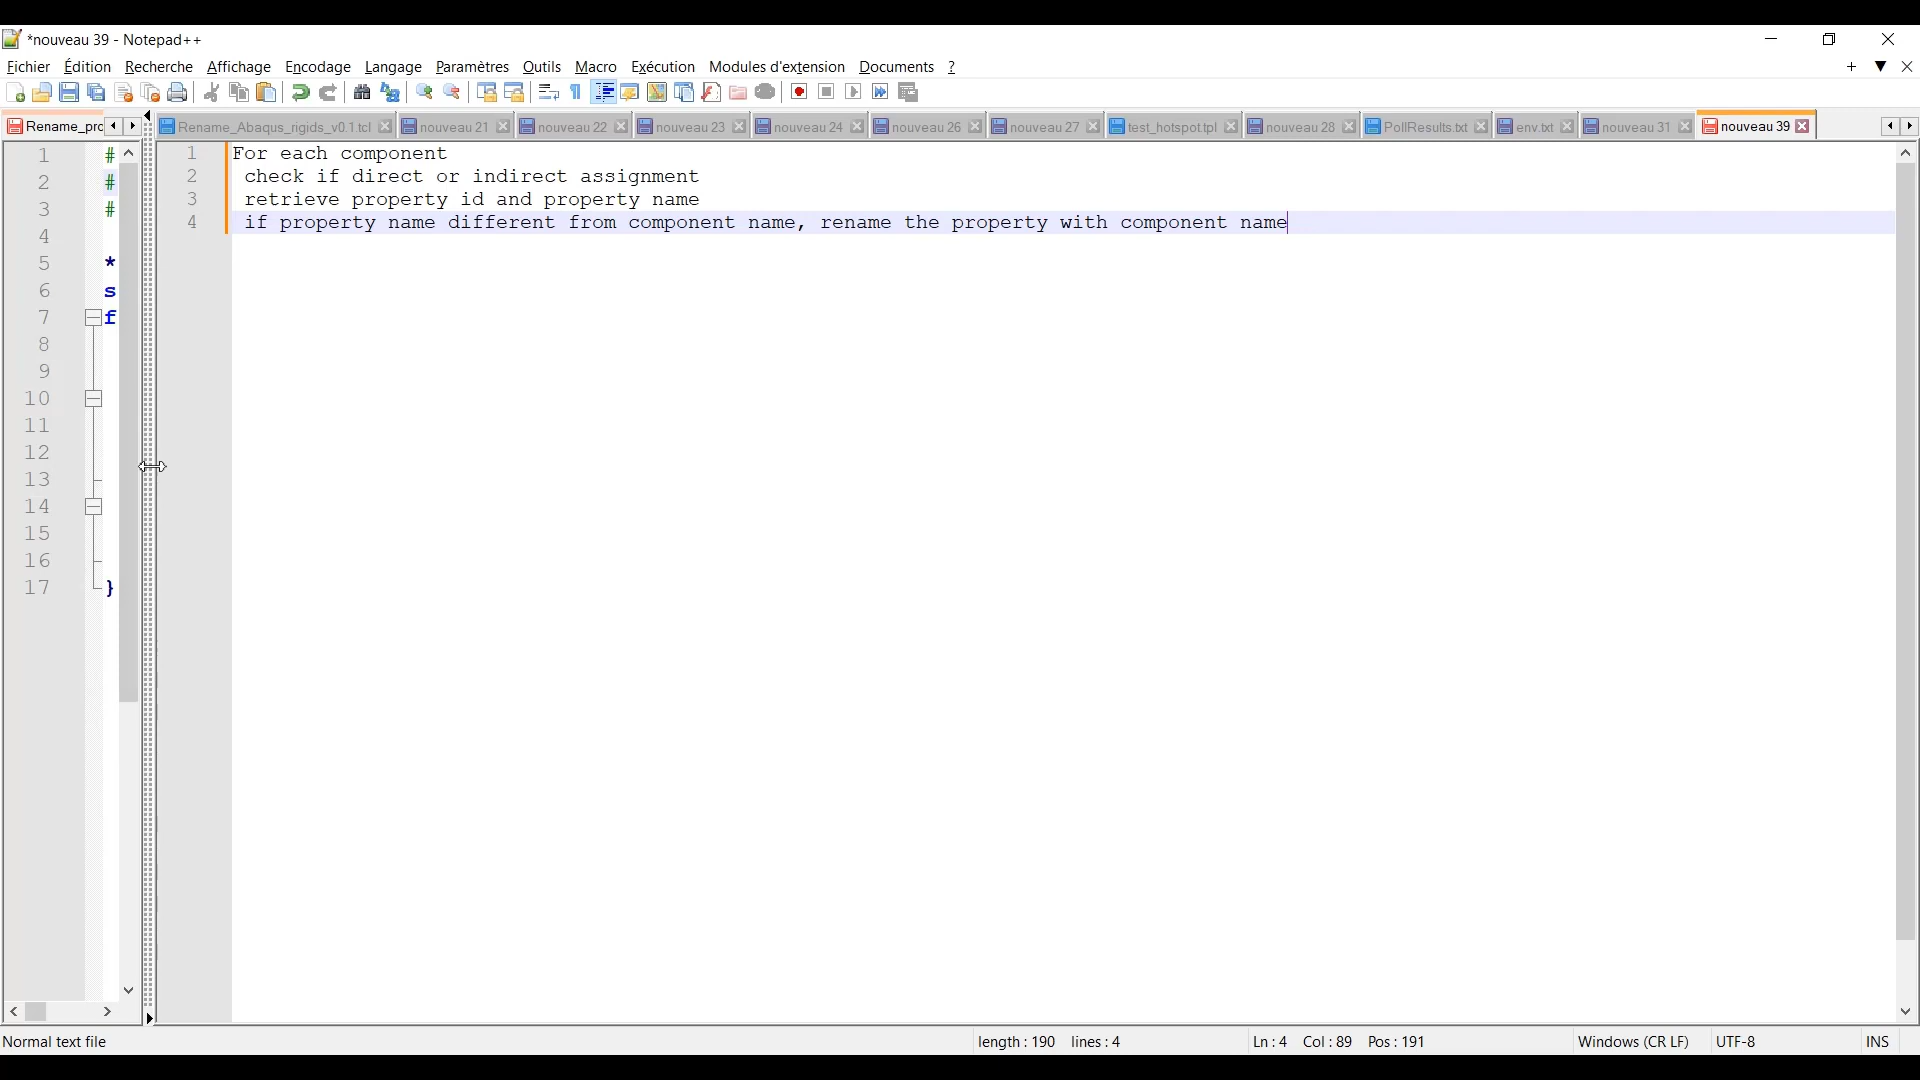 *nouveau 39 - Notepad++
Fichier Édition Recherche Affichage Encodage Langage Paramètres Outils Macro Exécution Modules d'extension Documents ?
Rename_pro Rename_Abaqus_rigids_v0.1.tcl nouveau 21 nouveau 22 nouveau 23 nouveau 24 nouveau 26 nouveau 27 test_hotspot.tpl nouveau 28 PollResults.txt env.txt nouveau 31 nouveau 39
1 #
2 #
3 #
4
5 *
6 s
7 f
8
9
10
11
12
13
14
15
16
17 }
1 For each component
2 check if direct or indirect assignment
3 retrieve property id and property name
4 if property name different from component name, rename the property with component name
Normal text file length : 190 lines : 4 Ln : 4 Col : 89 Pos : 191 Windows (CR LF) UTF-8 INS